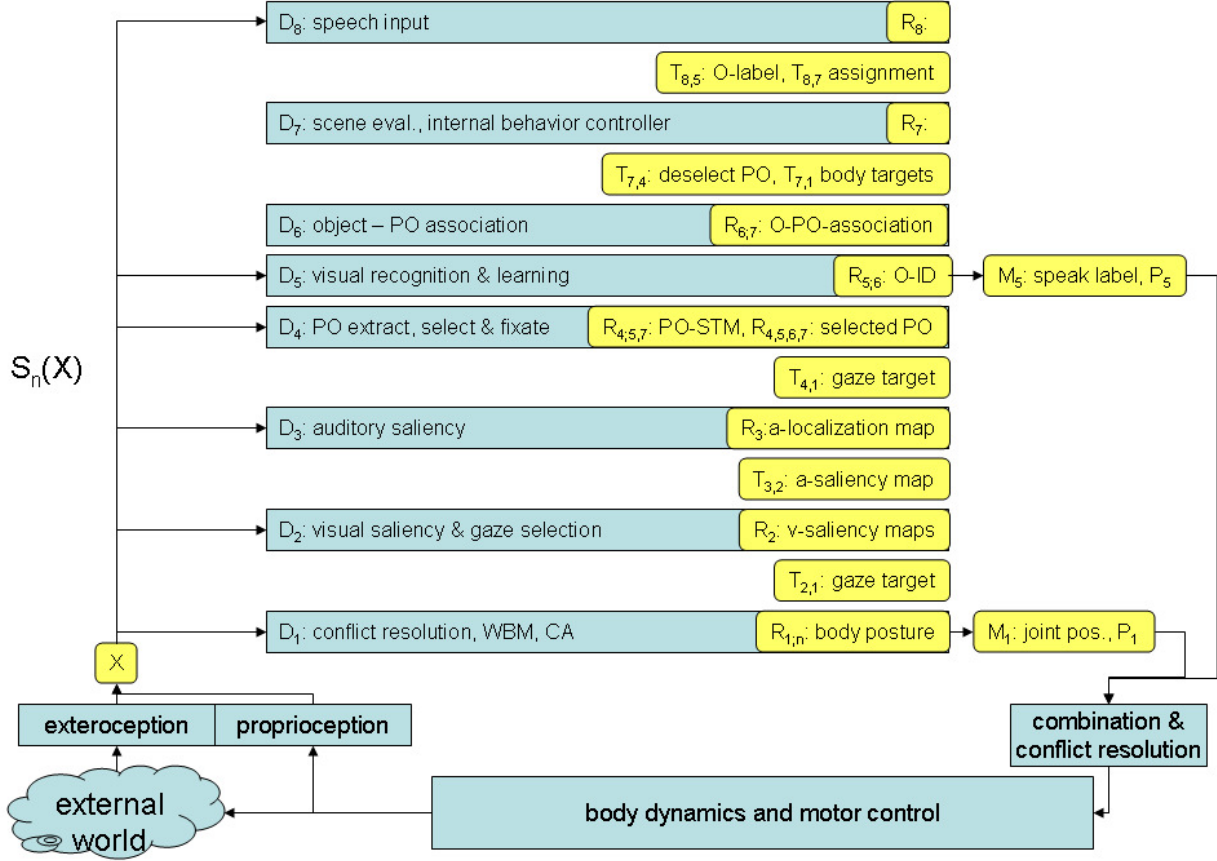 D8: speech input R8:
T8,5: O-label, T8,7 assignment
D7: scene eval., internal behavior controller R7:
T7,4: deselect PO, T7,1 body targets
D6: object – PO association R6;7: O-PO-association
D5: visual recognition & learning R5;6: O-ID M5: speak label, P5
D4: PO extract, select & fixate R4;5,7: PO-STM, R4,5,6,7: selected PO
Sn(X)
T4,1: gaze target
D3: auditory saliency R3:a-localization map
T3,2: a-saliency map
D2: visual saliency & gaze selection R2: v-saliency maps
T2,1: gaze target
D1: conflict resolution, WBM, CA R1;n: body posture M1: joint pos., P1
X
exteroception proprioception
combination &
conflict resolution
external
world
body dynamics and motor control